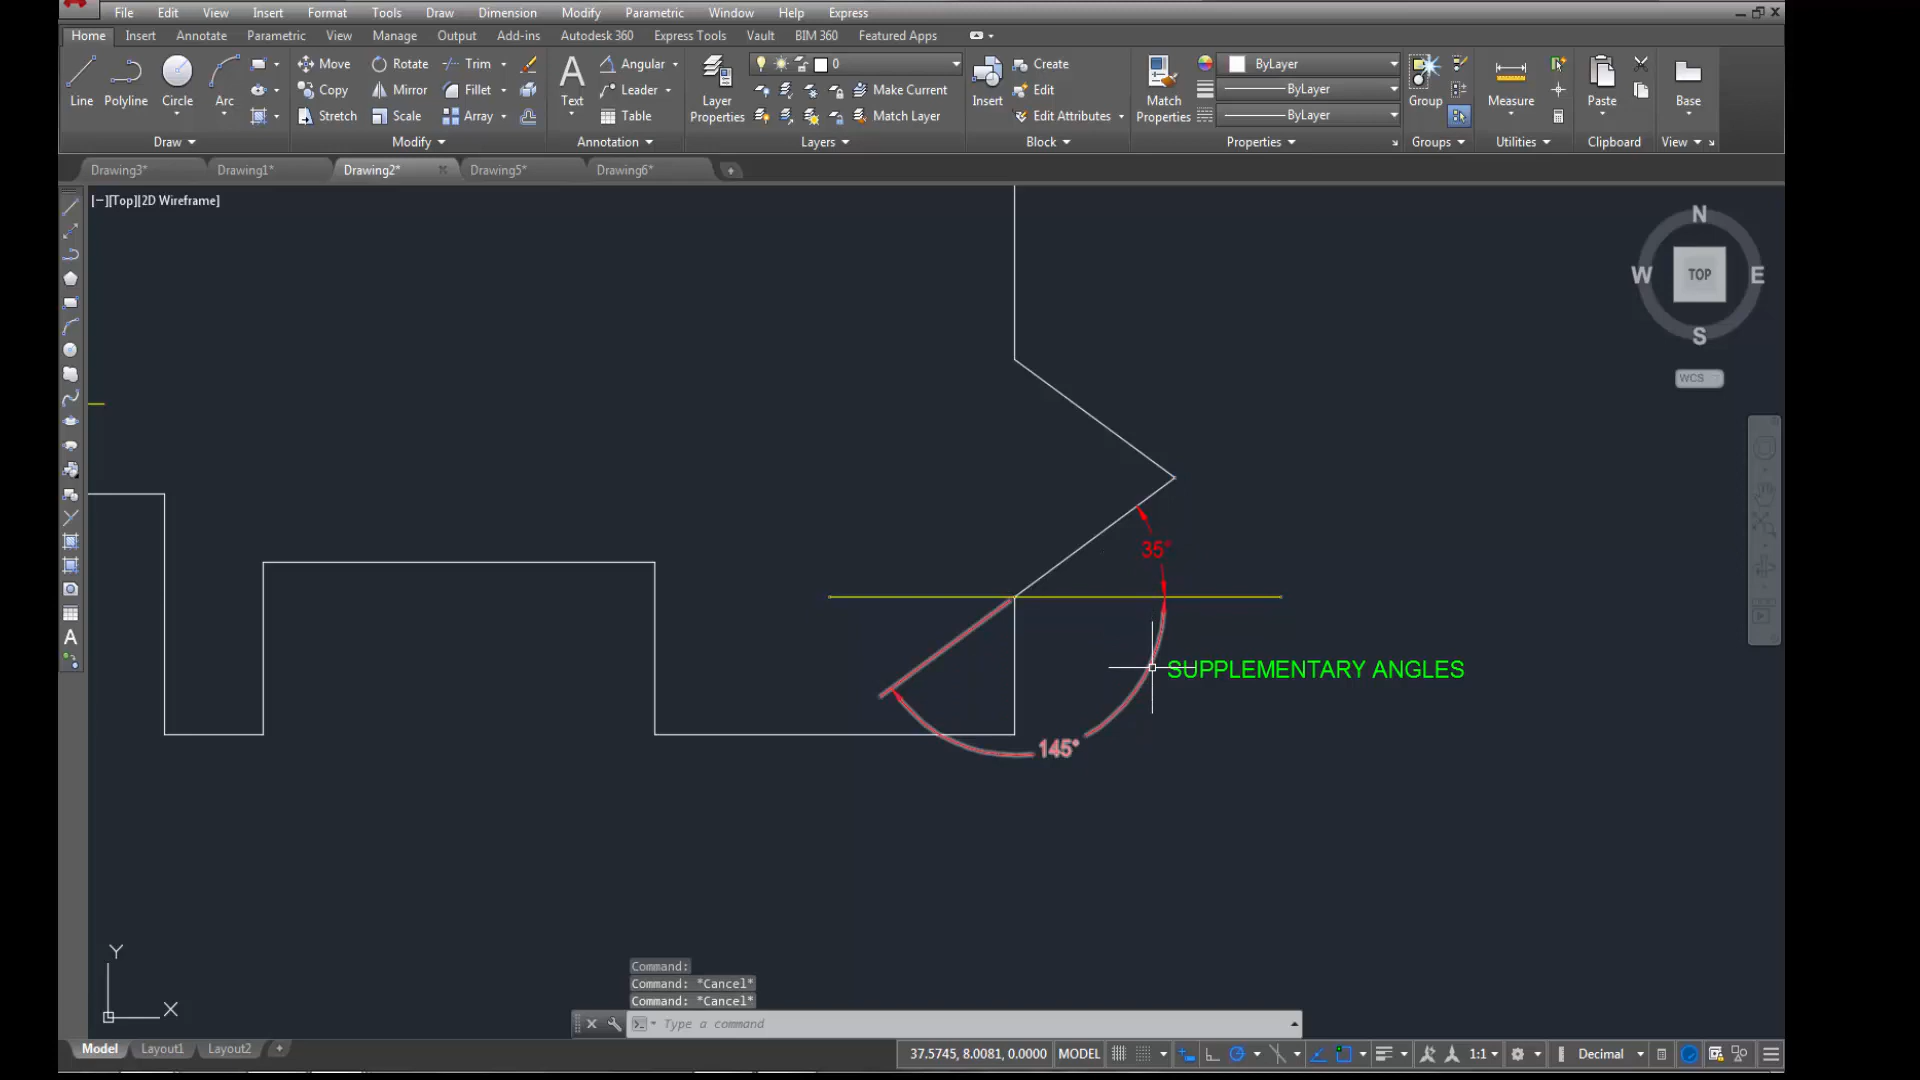 File Edit View Insert Format Tools Draw Dimension Modify Parametric Window Help Express
Home Insert Annotate Parametric View Manage Output Add-ins Autodesk 360 Express Tools Vault BIM 360 Featured Apps
Move Rotate Trim Angular 0 Create ByLayer
Copy Mirror Fillet Leader Make Current Edit ByLayer
Line Polyline Circle Arc Text Layer Properties Insert Match Properties Group Measure Paste Base
Stretch Scale Array Table Match Layer Edit Attributes ByLayer
Draw Modify Annotation Layers Block Properties Groups Utilities Clipboard View
Drawing3* Drawing1* Drawing2* Drawing5* Drawing6*
[−][Top][2D Wireframe]
N
W TOP E
S
WCS
35°
SUPPLEMENTARY ANGLES
A
145°
Y
X
Command:
Command: *Cancel*
Command: *Cancel*
Type a command
Model Layout1 Layout2
37.5745, 8.0081, 0.0000 MODEL 1:1 Decimal